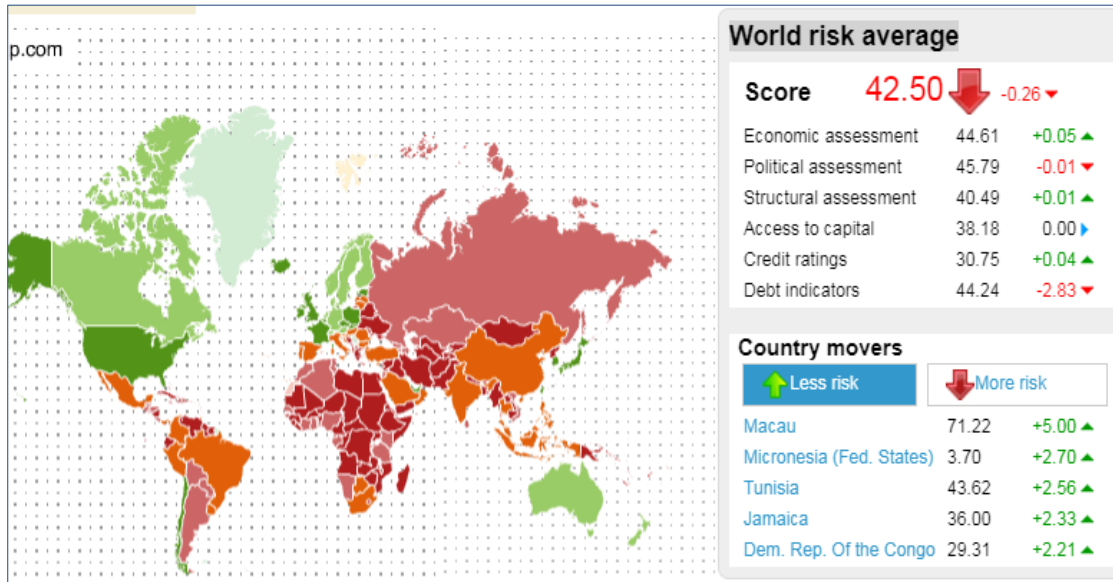 p.com
World risk average
Score 42.50 -0.26
Economic assessment 44.61 +0.05
Political assessment 45.79 -0.01
Structural assessment 40.49 +0.01
Access to capital 38.18 0.00
Credit ratings 30.75 +0.04
Debt indicators 44.24 -2.83
Country movers
Less risk More risk
Macau 71.22 +5.00
Micronesia (Fed. States) 3.70 +2.70
Tunisia 43.62 +2.56
Jamaica 36.00 +2.33
Dem. Rep. Of the Congo 29.31 +2.21